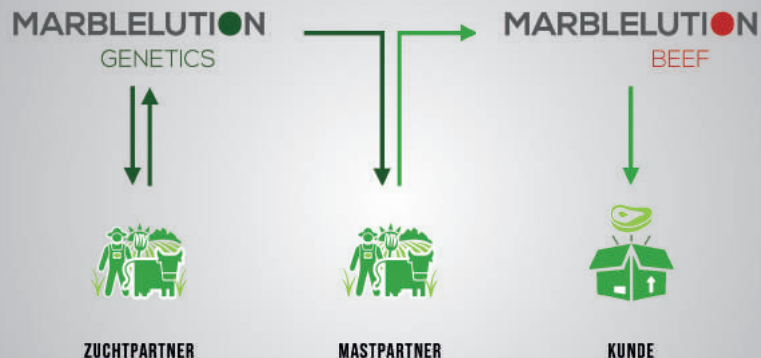 MARBLELUTION
GENETICS
MARBLELUTION
BEEF
ZUCHTPARTNER
MASTPARTNER
KUNDE